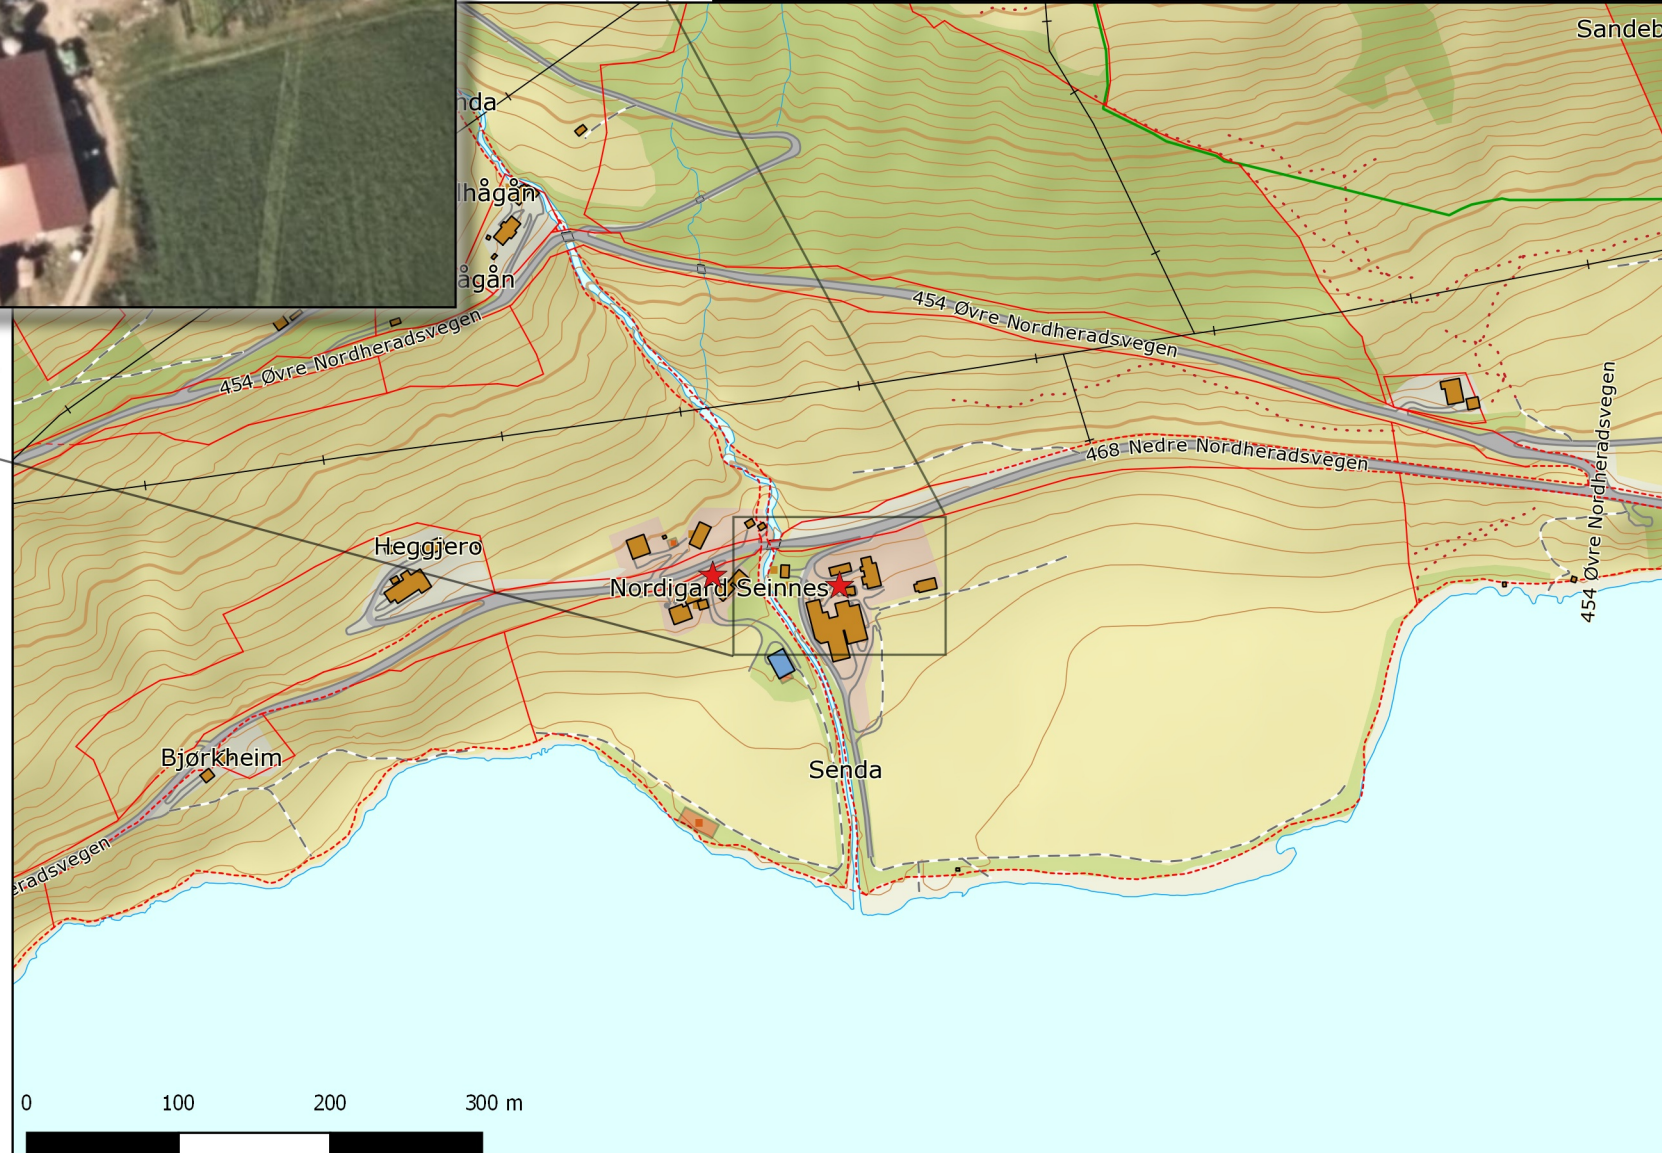 Sandeb
nda
lhågån
ågån
454 Øvre Nordheradsvegen
454 Øvre Nordheradsvegen
454 Øvre Nordheradsvegen
468 Nedre Nordheradsvegen
Heggjero
Nordigard Seinnes
Bjørkheim
Senda
eradsvegen
0 100 200 300 m